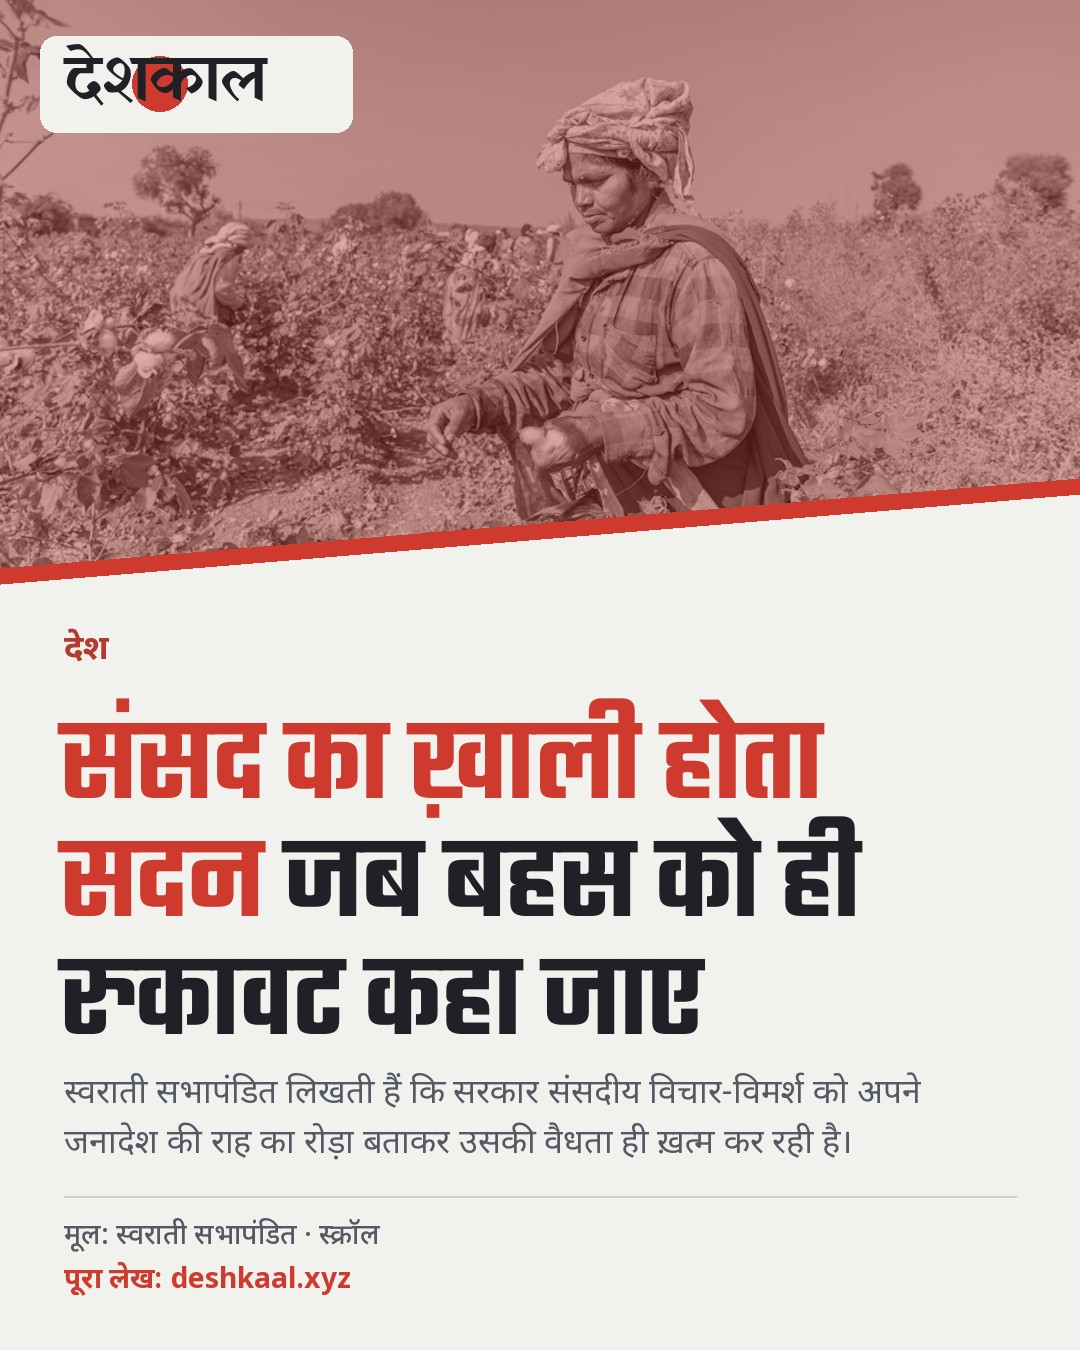 देशकाल
देश
संसद का ख़ाली होता
सदन जब बहस को ही
रुकावट कहा जाए
स्वराती सभापंडित लिखती हैं कि सरकार संसदीय विचार-विमर्श को अपने
जनादेश की राह का रोड़ा बताकर उसकी वैधता ही ख़त्म कर रही है।
मूल: स्वराती सभापंडित · स्क्रॉल
पूरा लेख: deshkaal.xyz